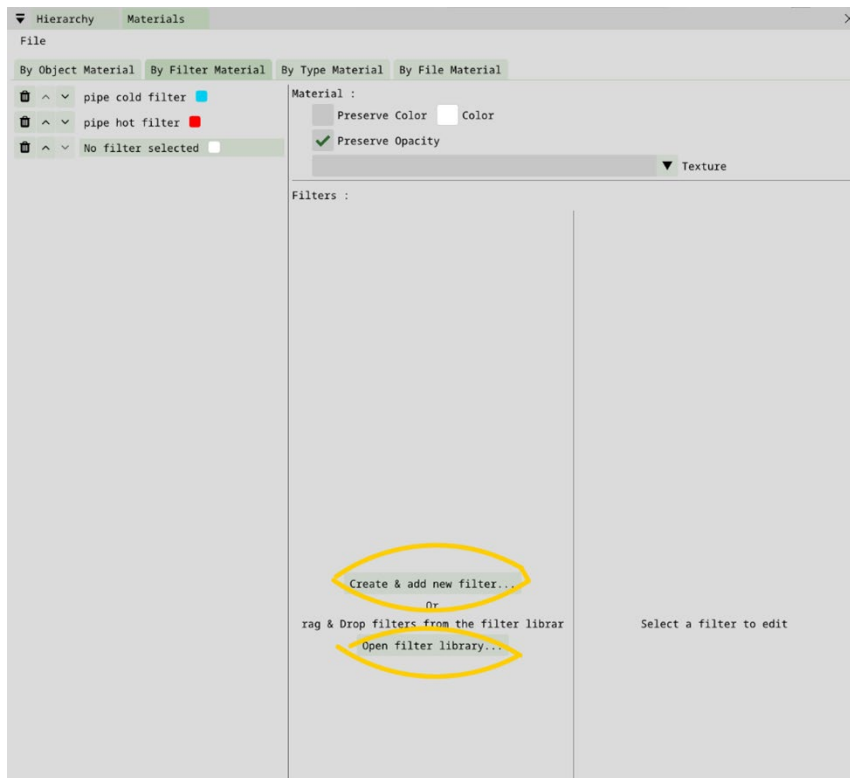 Hierarchy Materials
File
By Object Material By Filter Material By Type Material By File Material
pipe cold filter
pipe hot filter
No filter selected
Material :
Preserve Color Color
Preserve Opacity
Texture
Filters :
Create & add new filter...
Or
rag & Drop filters from the filter librar
Open filter library...
Select a filter to edit